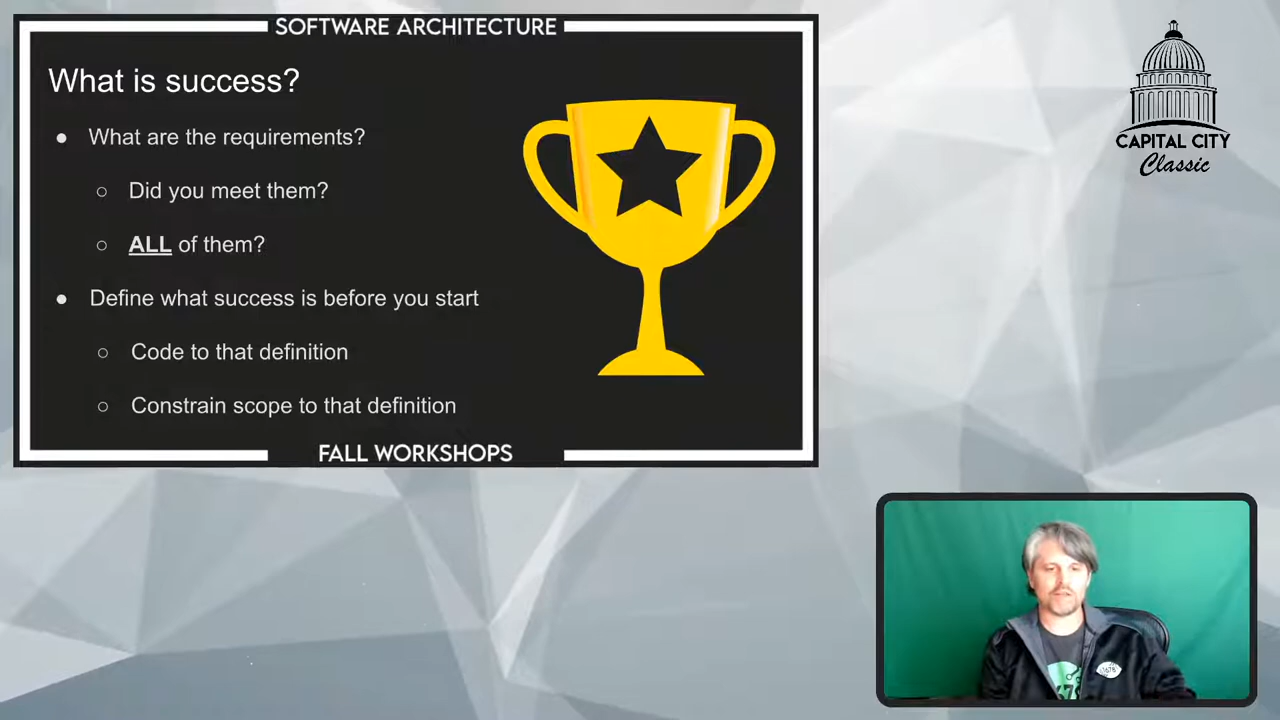 SOFTWARE ARCHITECTURE
What is success?
● What are the requirements?
○ Did you meet them?
○ ALL of them?
● Define what success is before you start
○ Code to that definition
○ Constrain scope to that definition
FALL WORKSHOPS
CAPITAL CITY
Classic
1678